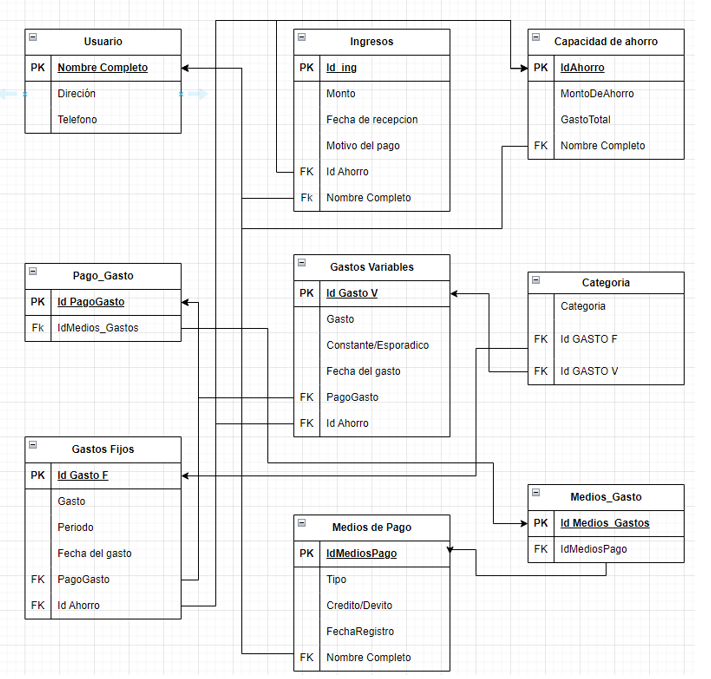 Usuario
PK Nombre Completo
Direción
Telefono
Ingresos
PK Id_ing
Monto
Fecha de recepcion
Motivo del pago
FK Id Ahorro
Fk Nombre Completo
Capacidad de ahorro
PK IdAhorro
MontoDeAhorro
GastoTotal
FK Nombre Completo
Pago_Gasto
PK Id PagoGasto
Fk IdMedios_Gastos
Gastos Variables
PK Id Gasto V
Gasto
Constante/Esporadico
Fecha del gasto
FK PagoGasto
FK Id Ahorro
Categoria
Categoria
FK Id GASTO F
FK Id GASTO V
Gastos Fijos
PK Id Gasto F
Gasto
Periodo
Fecha del gasto
FK PagoGasto
FK Id Ahorro
Medios de Pago
PK IdMediosPago
Tipo
Credito/Devito
FechaRegistro
FK Nombre Completo
Medios_Gasto
PK Id Medios_Gastos
FK IdMediosPago